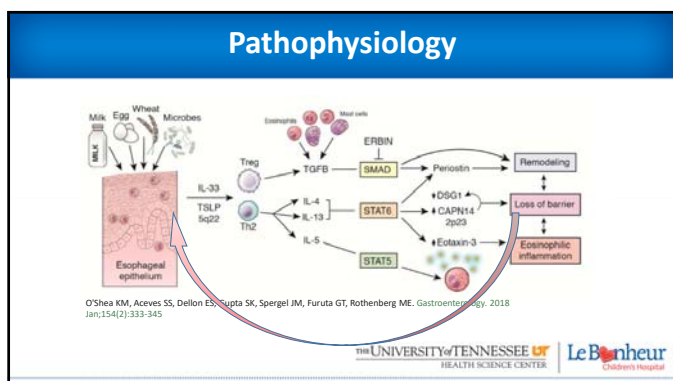 Pathophysiology
Milk
Egg
Wheat
Microbes
MILK
Eosinophils
Mast cells
ERBIN
Treg
TGFB
SMAD
Periostin
Remodeling
IL-33
TSLP
5q22
Th2
IL-4
IL-13
STAT6
DSG1
CAPN14
2p23
Loss of barrier
IL-5
Eotaxin-3
Eosinophilic
inflammation
STAT5
Esophageal
epithelium
O'Shea KM, Aceves SS, Dellon ES, Gupta SK, Spergel JM, Furuta GT, Rothenberg ME. Gastroenterology. 2018
Jan;154(2):333-345
THE UNIVERSITY of TENNESSEE UT
HEALTH SCIENCE CENTER
Le Bonheur
Children's Hospital